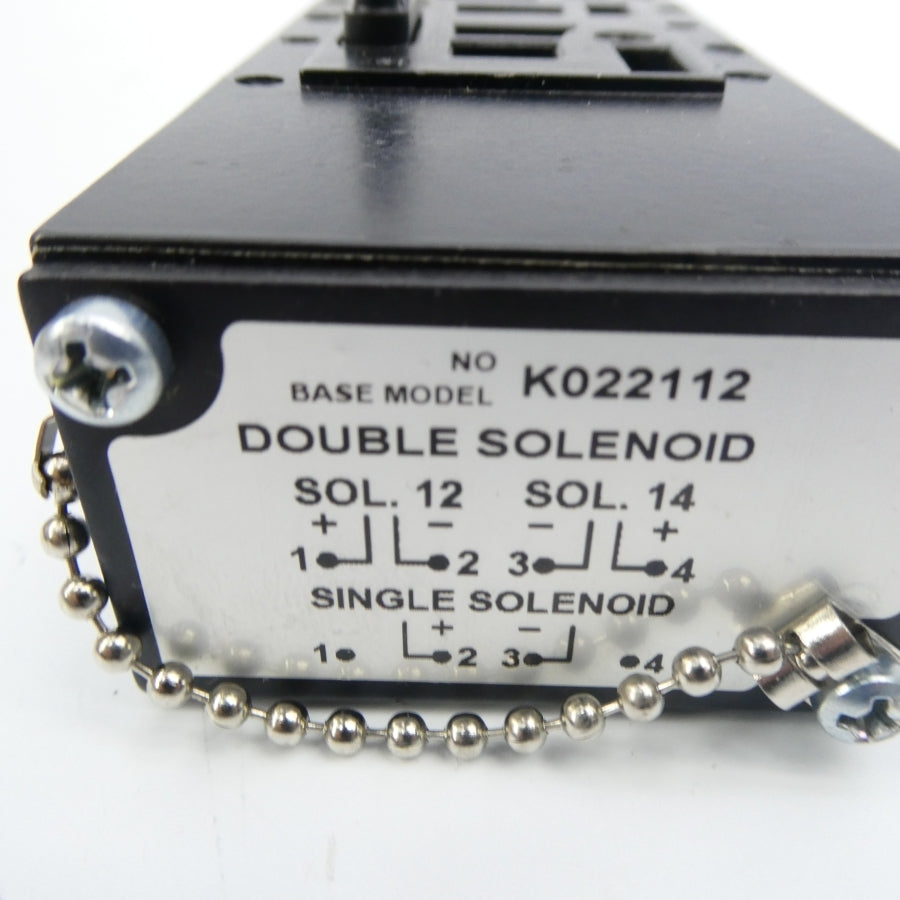 NO
BASE MODEL K022112
DOUBLE SOLENOID
SOL. 12 SOL. 14
+ − − +
1 2 3 4
SINGLE SOLENOID
+ −
1 2 3 4